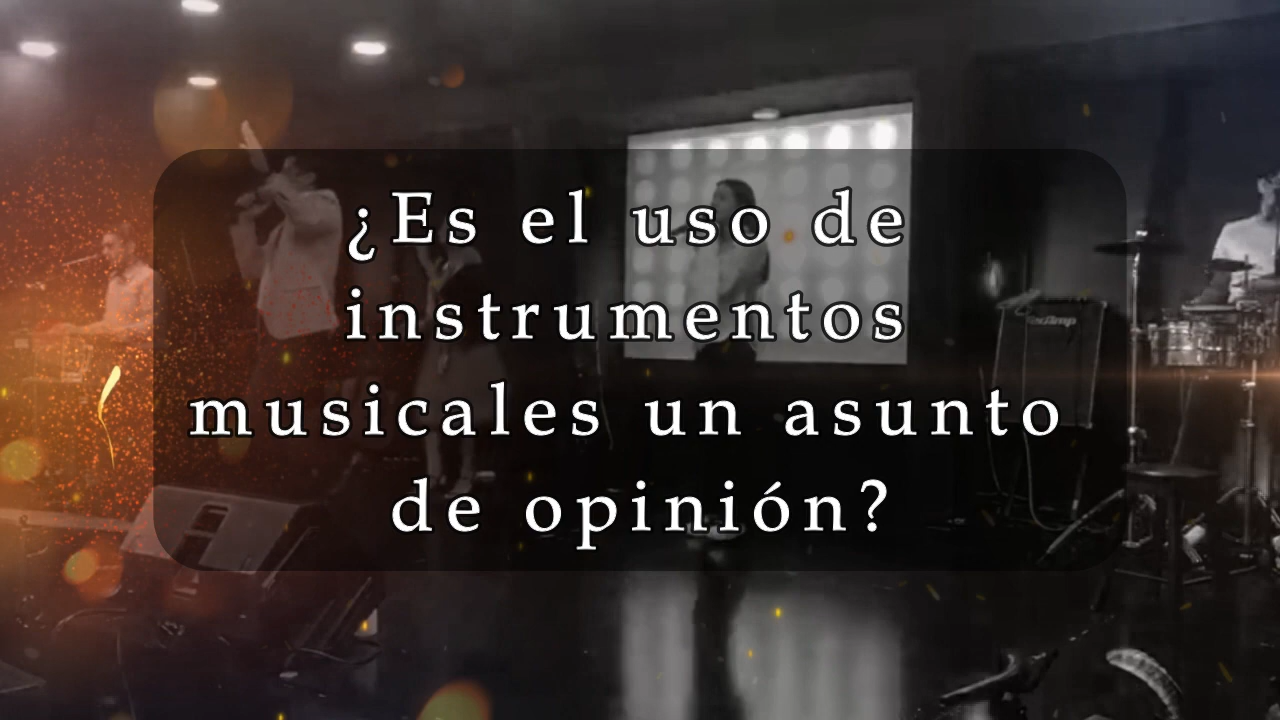 ¿Es el uso de
instrumentos
musicales un asunto
de opinión?